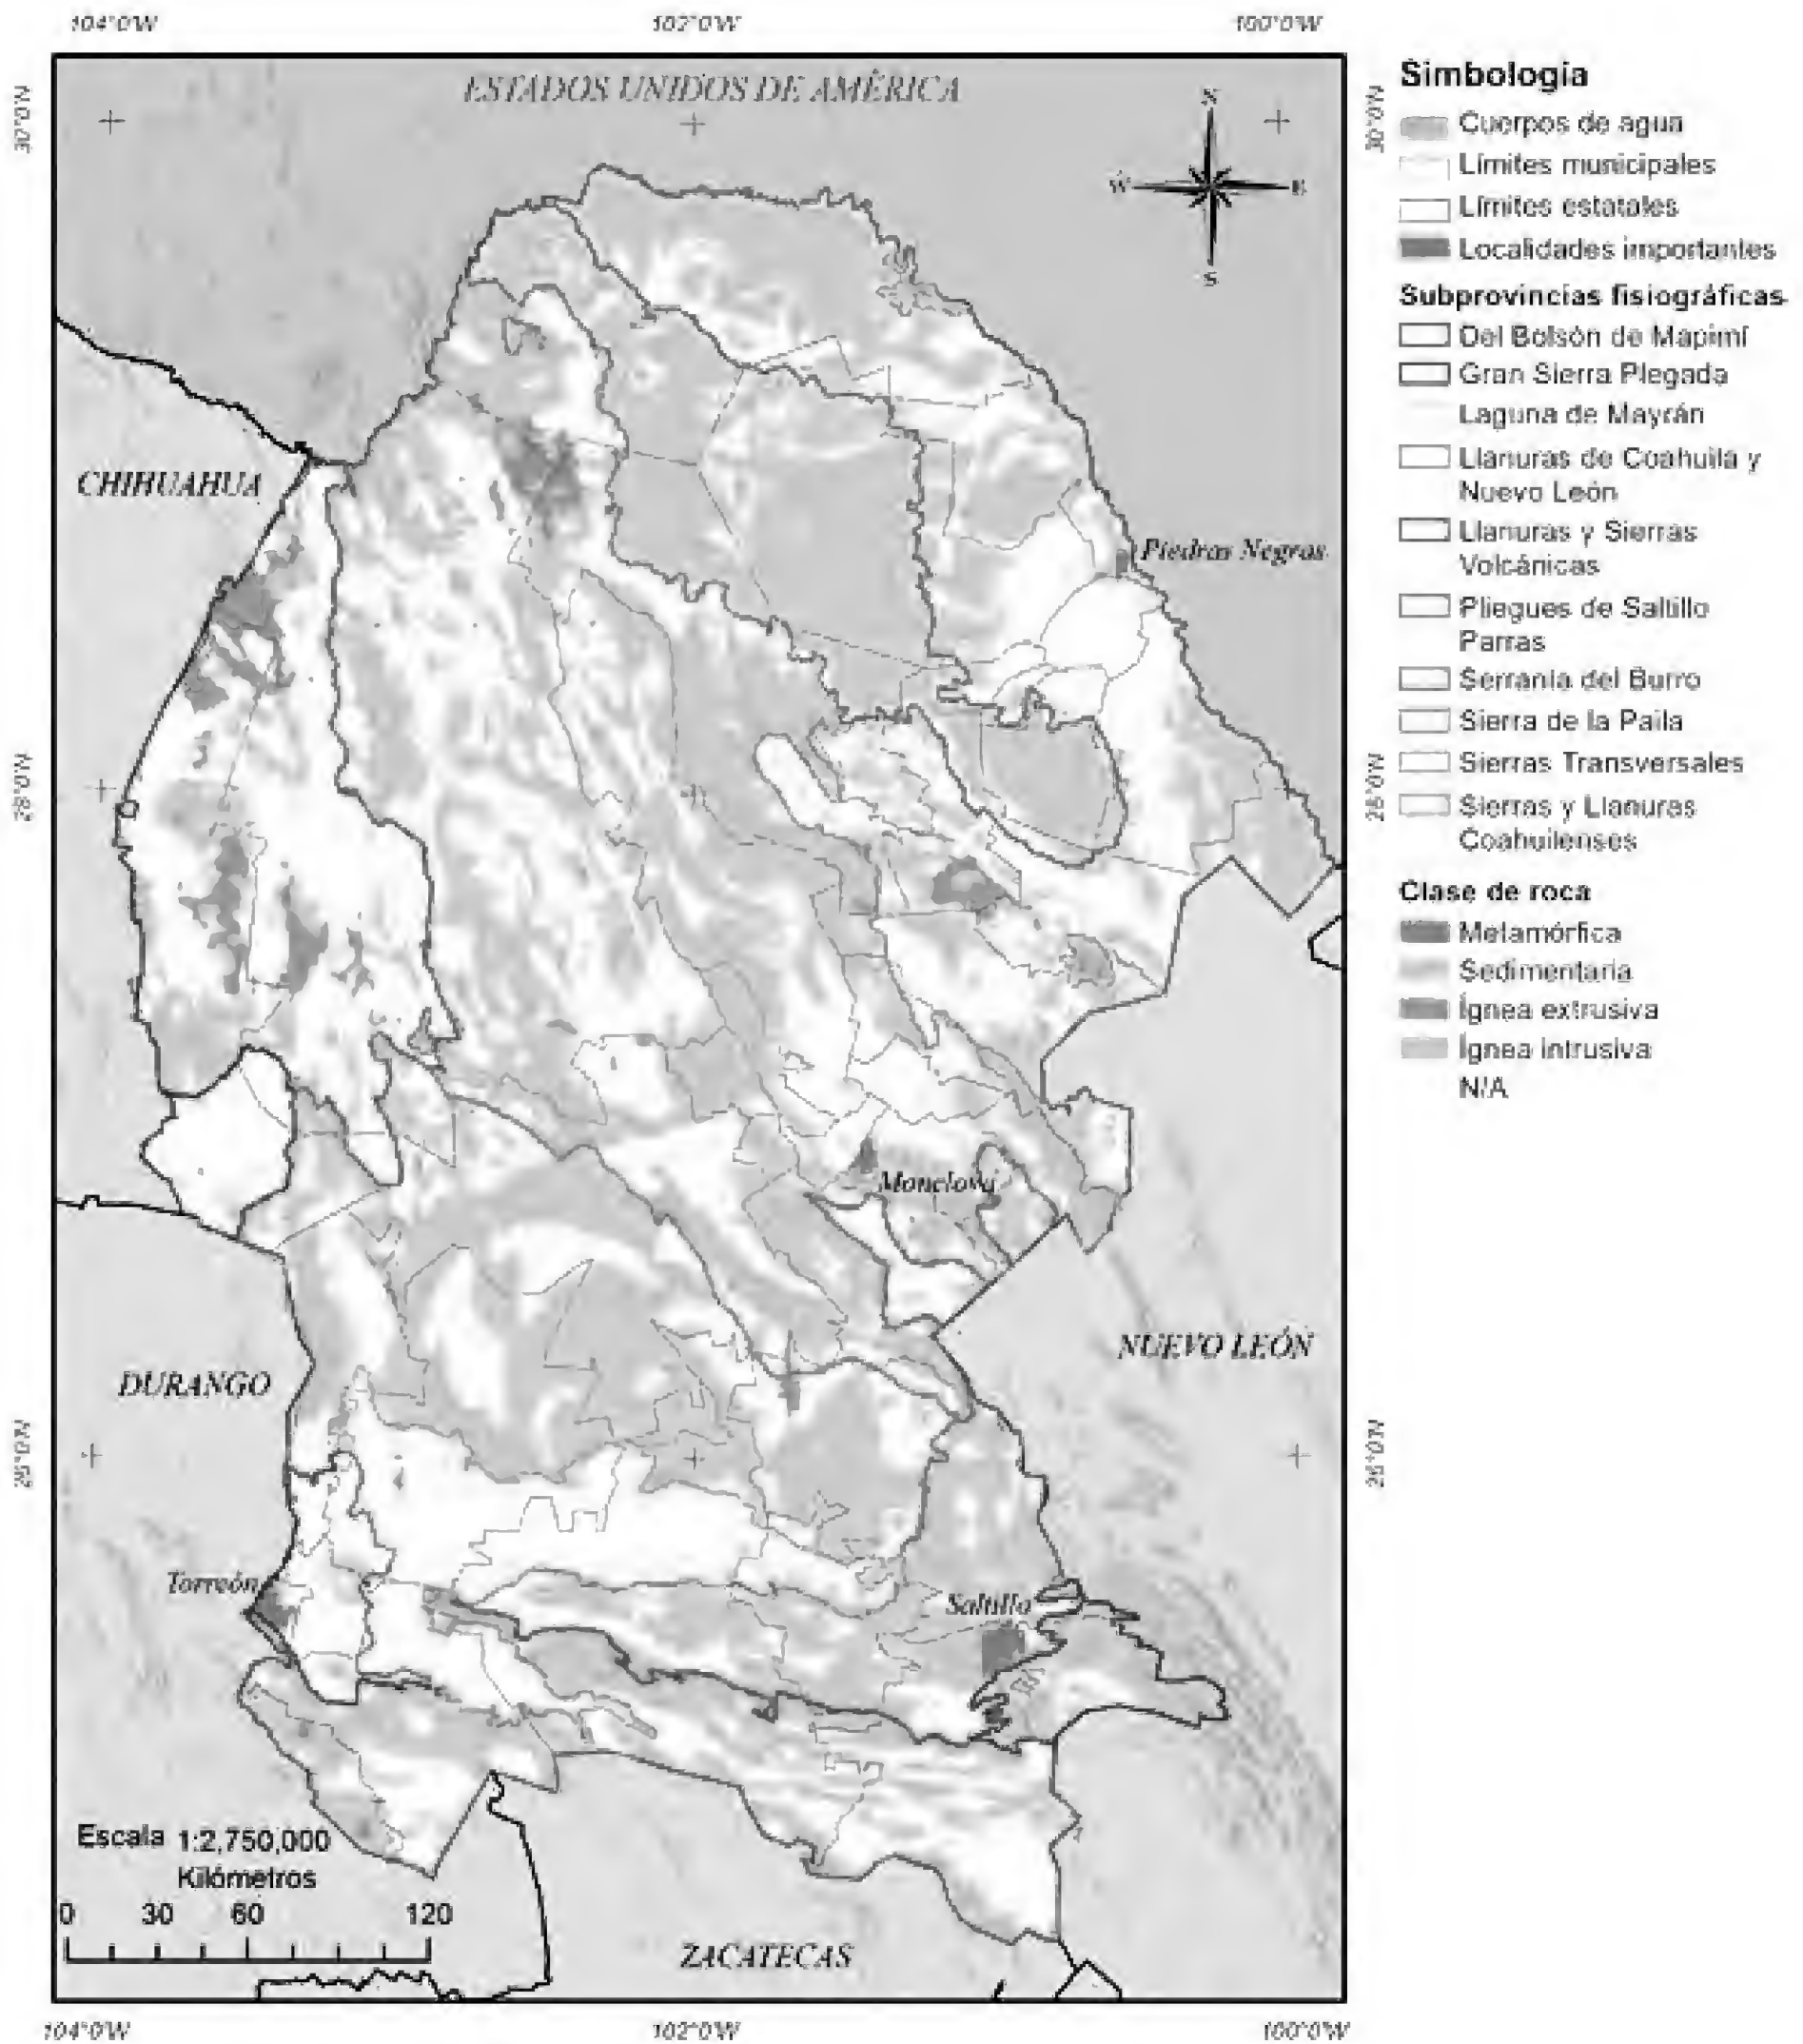 104°0'W 102°0'W 100°0'W
30°0'N
30°0'N
ESTADOS UNIDOS DE AMÉRICA
N
W
E
S
CHIHUAHUA
Piedras Negras
28°0'N
28°0'N
Monclova
NUEVO LEÓN
DURANGO
26°0'N
26°0'N
Torreón
Saltillo
Escala 1:2,750,000
Kilómetros
0 30 60 120
ZACATECAS
104°0'W 102°0'W 100°0'W
Simbología
Cuerpos de agua
Límites municipales
Límites estatales
Localidades importantes
Subprovincias fisiográficas
Del Bolsón de Mapimí
Gran Sierra Plegada
Laguna de Mayrán
Llanuras de Coahuila y
Nuevo León
Llanuras y Sierras
Volcánicas
Pliegues de Saltillo
Parras
Serranía del Burro
Sierra de la Paila
Sierras Transversales
Sierras y Llanuras
Coahuilenses
Clase de roca
Metamórfica
Sedimentaria
Ígnea extrusiva
Ígnea intrusiva
N/A